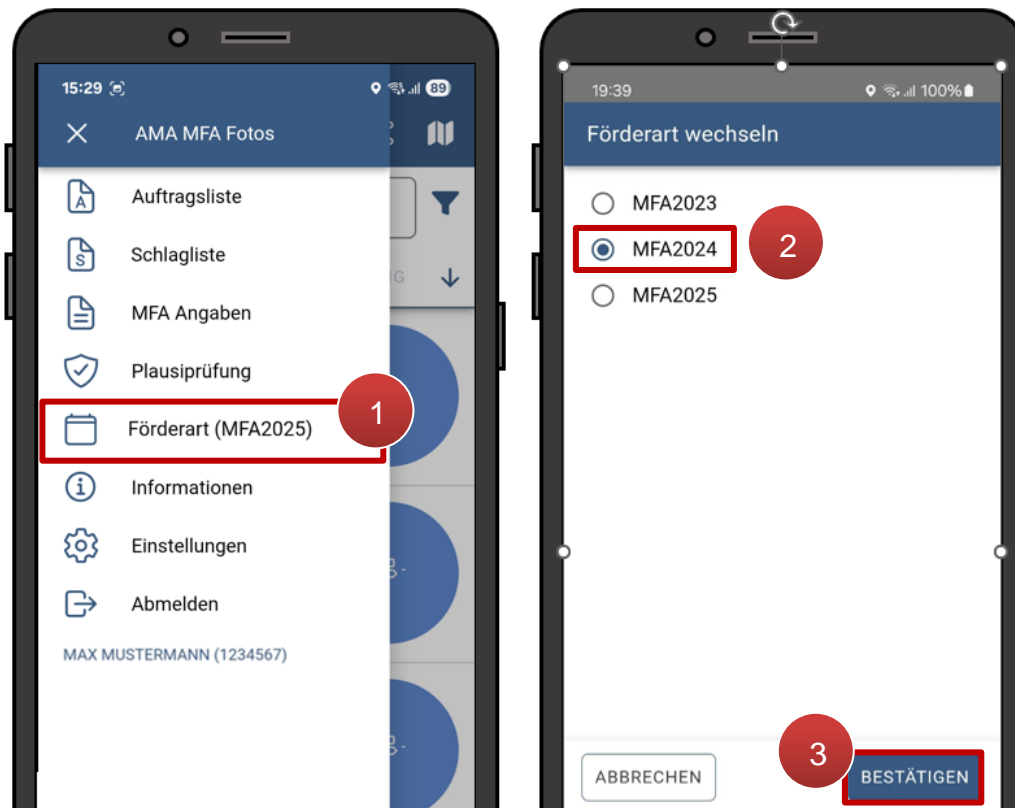 15:29
89
AMA MFA Fotos
Auftragsliste
Schlagliste
G
MFA Angaben
Plausiprüfung
1
Förderart (MFA2025)
Informationen
Einstellungen
Abmelden
MAX MUSTERMANN (1234567)
19:39
100%
Förderart wechseln
MFA2023
MFA2024
2
MFA2025
3
ABBRECHEN
BESTÄTIGEN